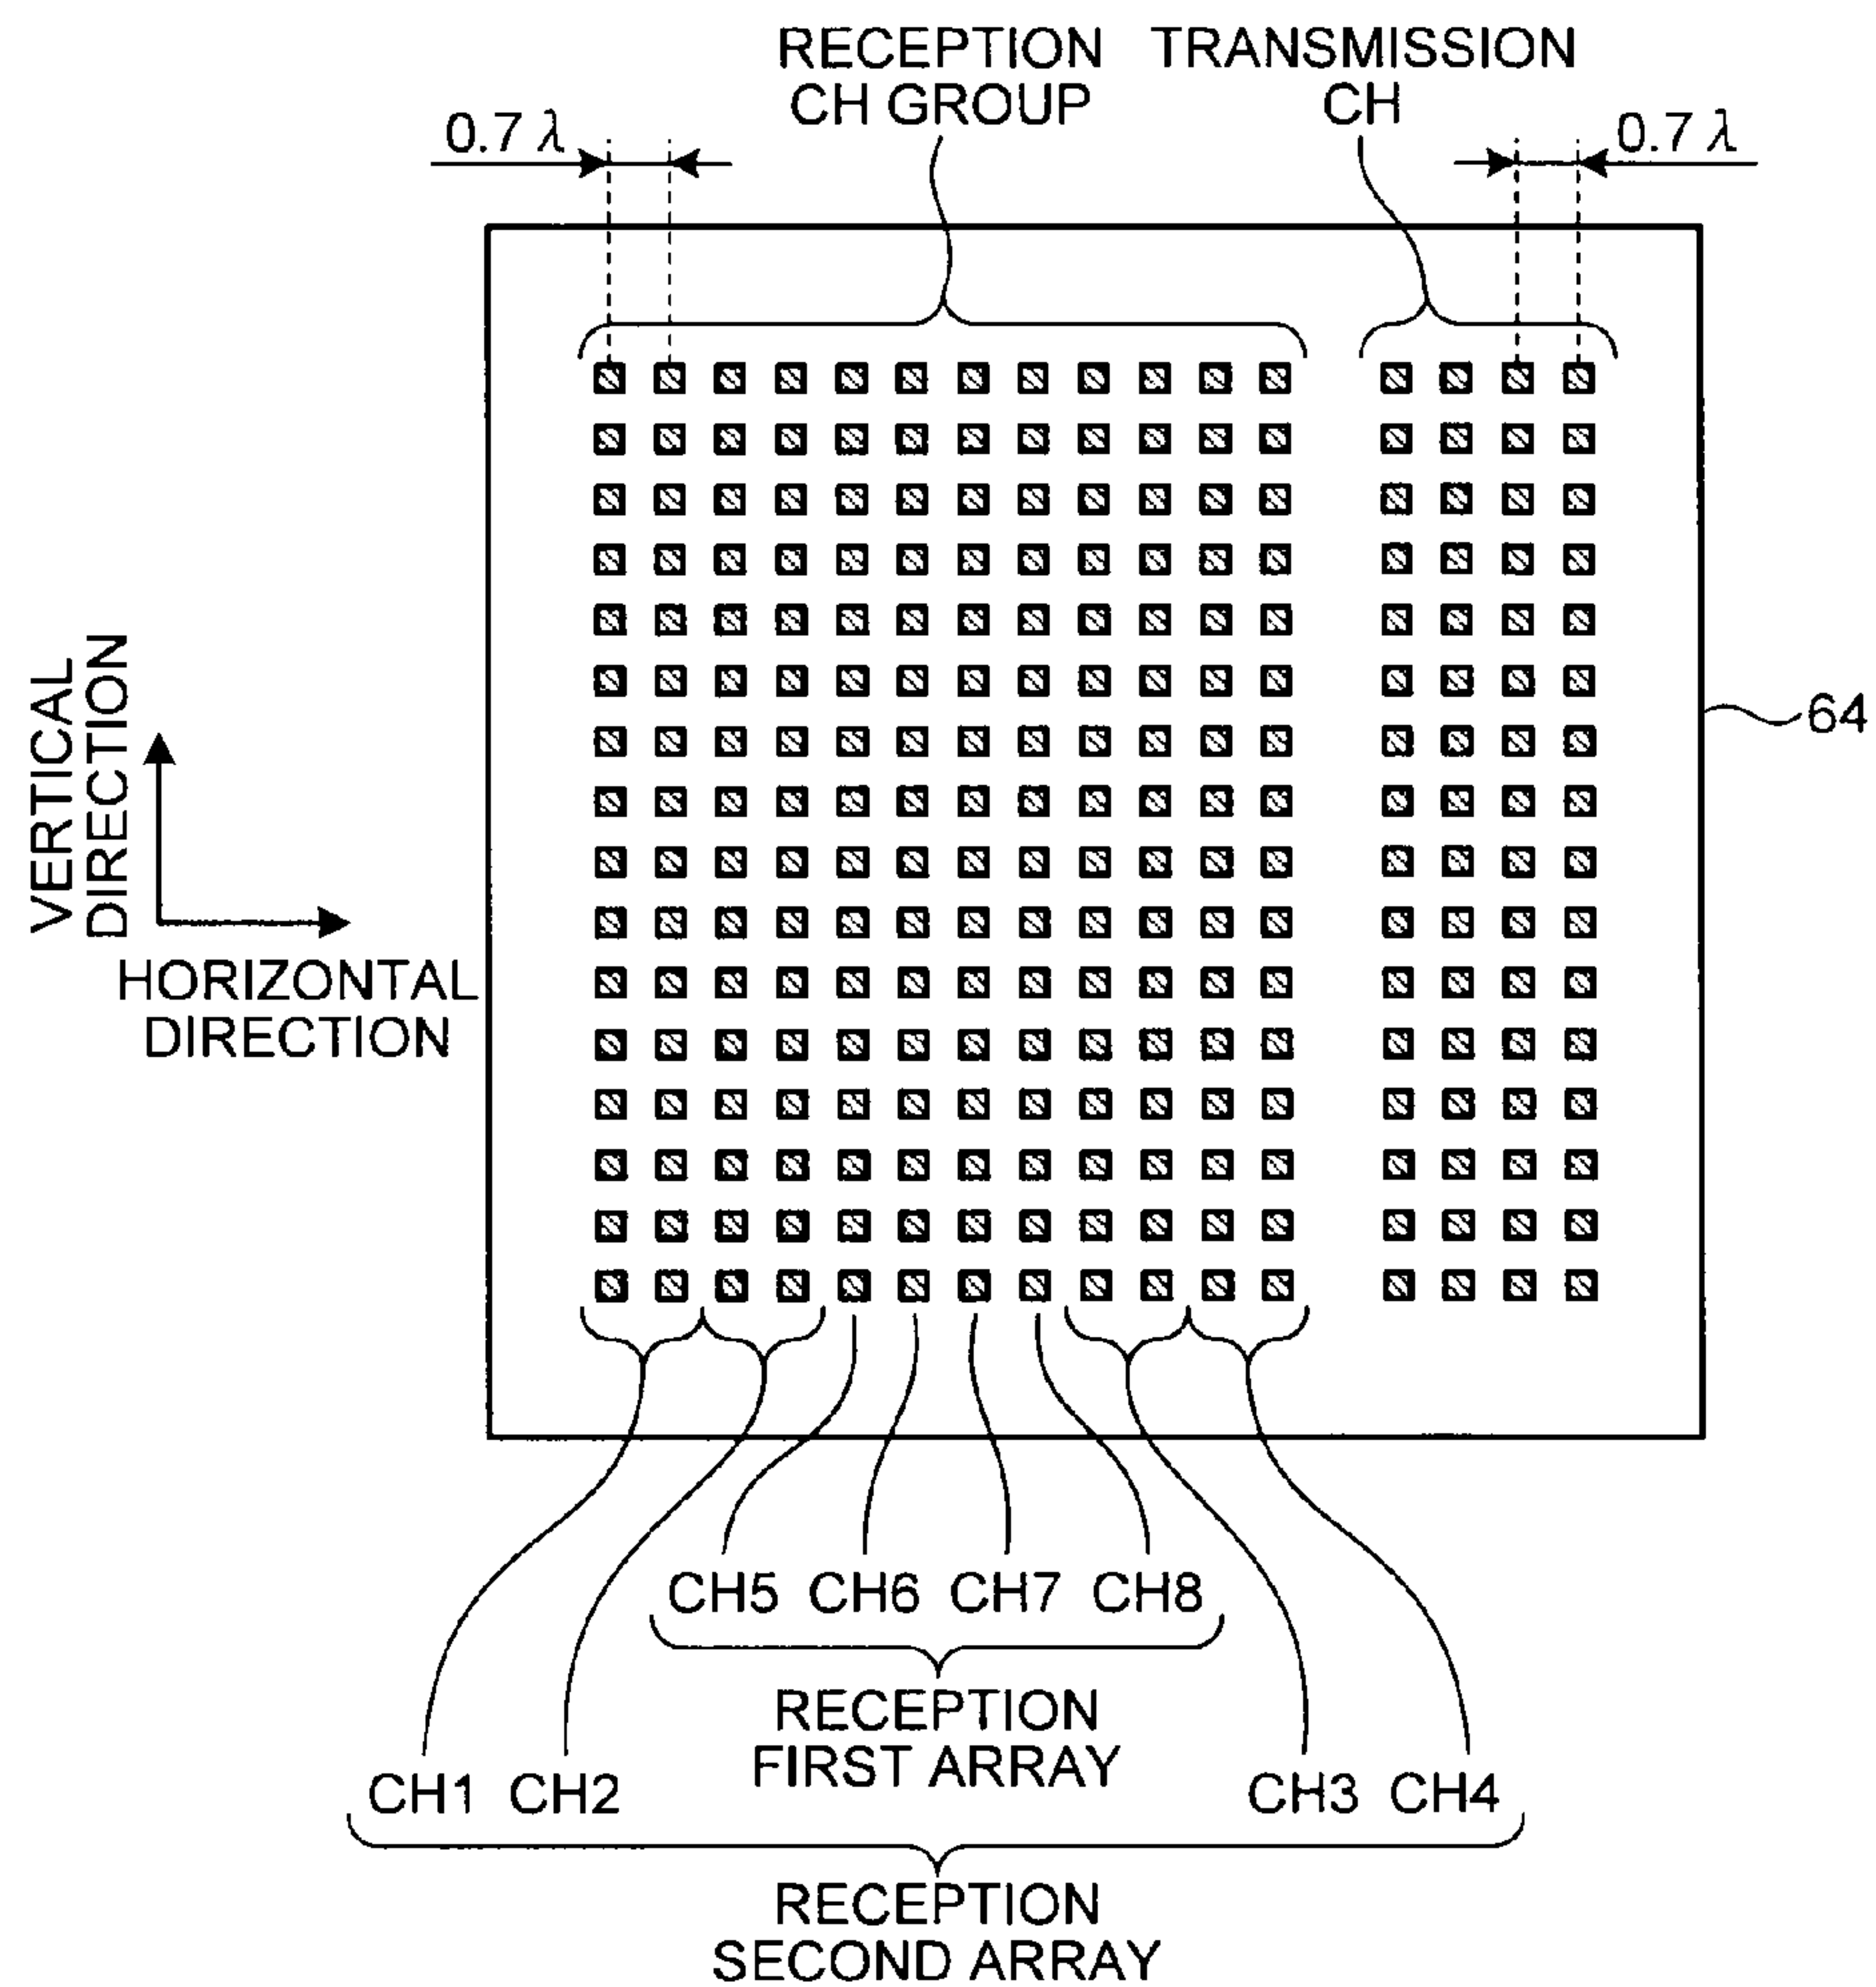 RECEPTION
CH GROUP
TRANSMISSION
CH
0.7 λ
0.7 λ
64
VERTICAL
DIRECTION
HORIZONTAL
DIRECTION
CH5 CH6 CH7 CH8
RECEPTION
FIRST ARRAY
CH1 CH2
CH3 CH4
RECEPTION
SECOND ARRAY